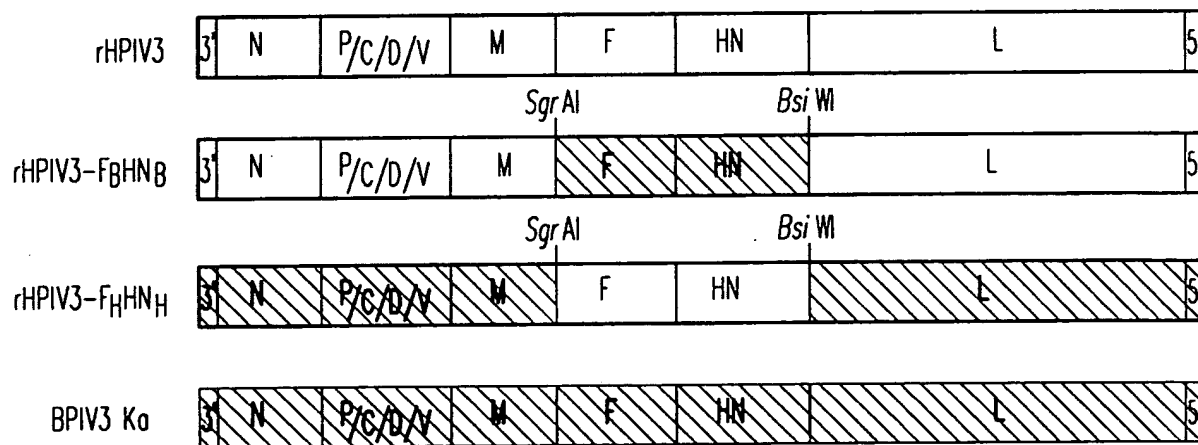 rHPIV3 3' N P/C/D/V M F HN L 5
SgrAI BsiWI
rHPIV3-FBHNB 3' N P/C/D/V M F HN L 5
SgrAI BsiWI
rHPIV3-FHHNH 3' N P/C/D/V M F HN L 5
BPIV3 Ka 3' N P/C/D/V M F HN L 5